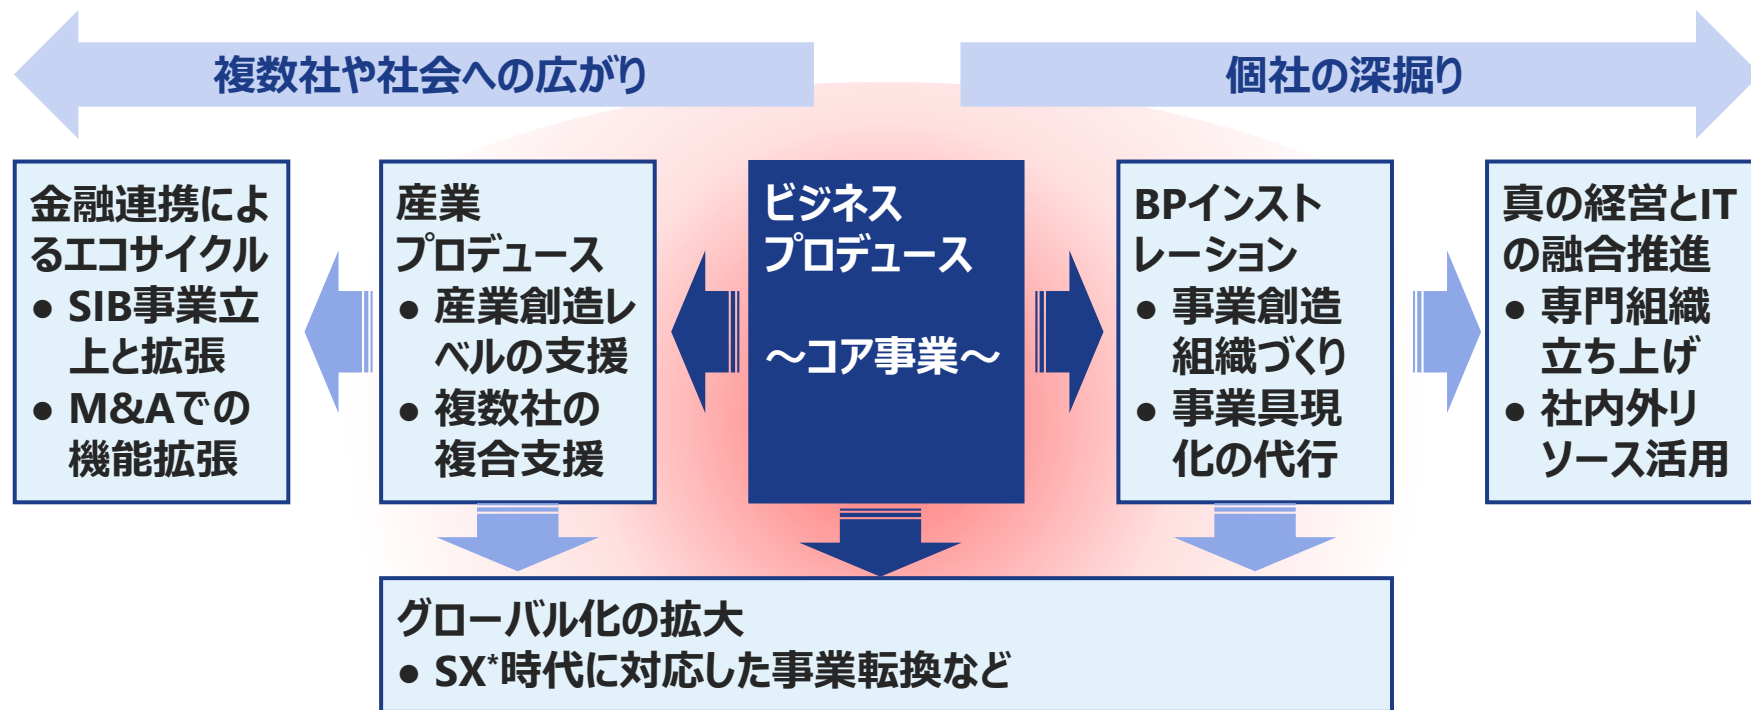 複数社や社会への広がり
個社の深掘り
金融連携によ
るエコサイクル
● SIB事業立
上と拡張
● M&Aでの
機能拡張
産業
プロデュース
● 産業創造レ
ベルの支援
● 複数社の
複合支援
ビジネス
プロデュース
～コア事業～
BPインスト
レーション
● 事業創造
組織づくり
● 事業具現
化の代行
真の経営とIT
の融合推進
● 専門組織
立ち上げ
● 社内外リ
ソース活用
グローバル化の拡大
● SX*時代に対応した事業転換など